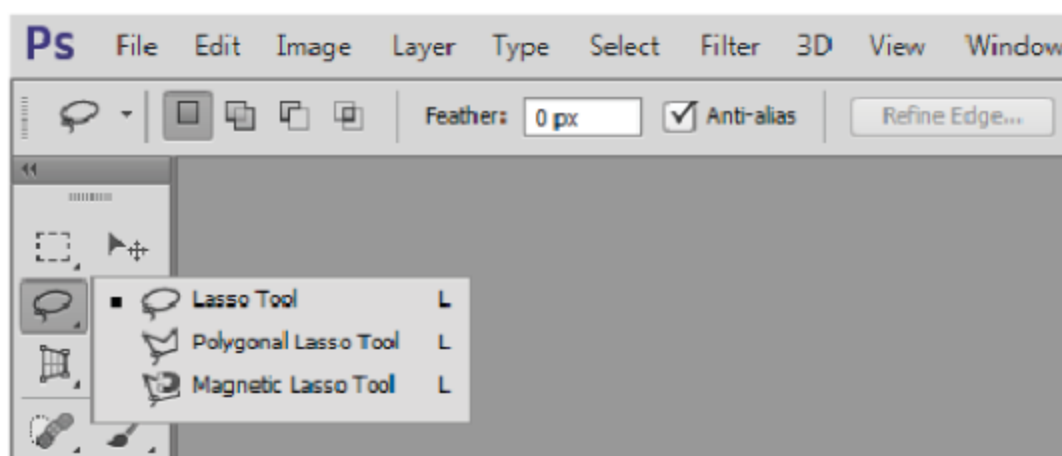 Ps File Edit Image Layer Type Select Filter 3D View Window
Feather: 0 px Anti-alias Refine Edge...
Lasso Tool L
Polygonal Lasso Tool L
Magnetic Lasso Tool L